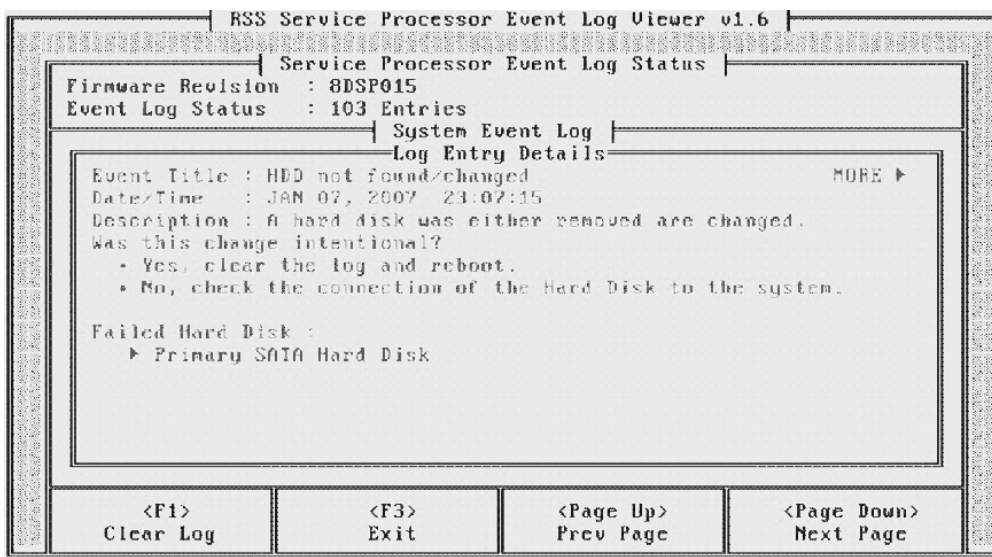 RSS Service Processor Event Log Viewer v1.6
Service Processor Event Log Status
Firmware Revision : 8DSP015
Event Log Status : 103 Entries
System Event Log
Log Entry Details
Event Title : HDD not found/changed MORE ▶
Date/Time : JAN 07, 2007 23:07:15
Description : A hard disk was either removed are changed.
Was this change intentional?
- Yes, clear the log and reboot.
- No, check the connection of the Hard Disk to the system.
Failed Hard Disk :
▶ Primary SATA Hard Disk
<F1> <F3> <Page Up> <Page Down>
Clear Log Exit Prev Page Next Page